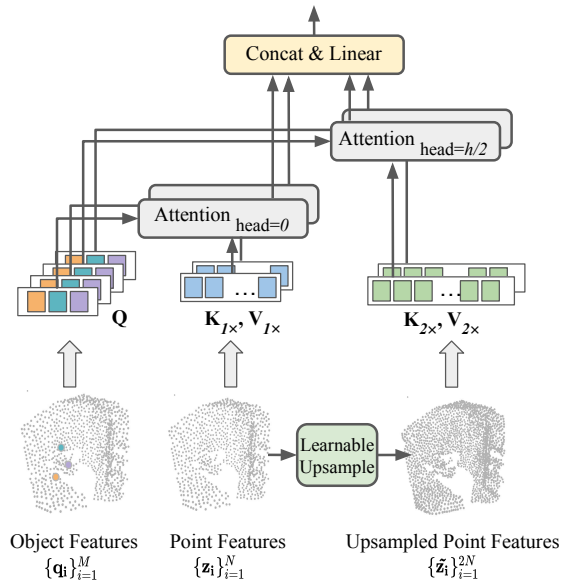 Concat & Linear
Attention head=h/2
Attention head=0
...
...
Q
K1×, V1×
K2×, V2×
Learnable
Upsample
Object Features
{qᵢ}ᴹᵢ₌₁
Point Features
{zᵢ}ᴺᵢ₌₁
Upsampled Point Features
{z̃ᵢ}²ᴺᵢ₌₁